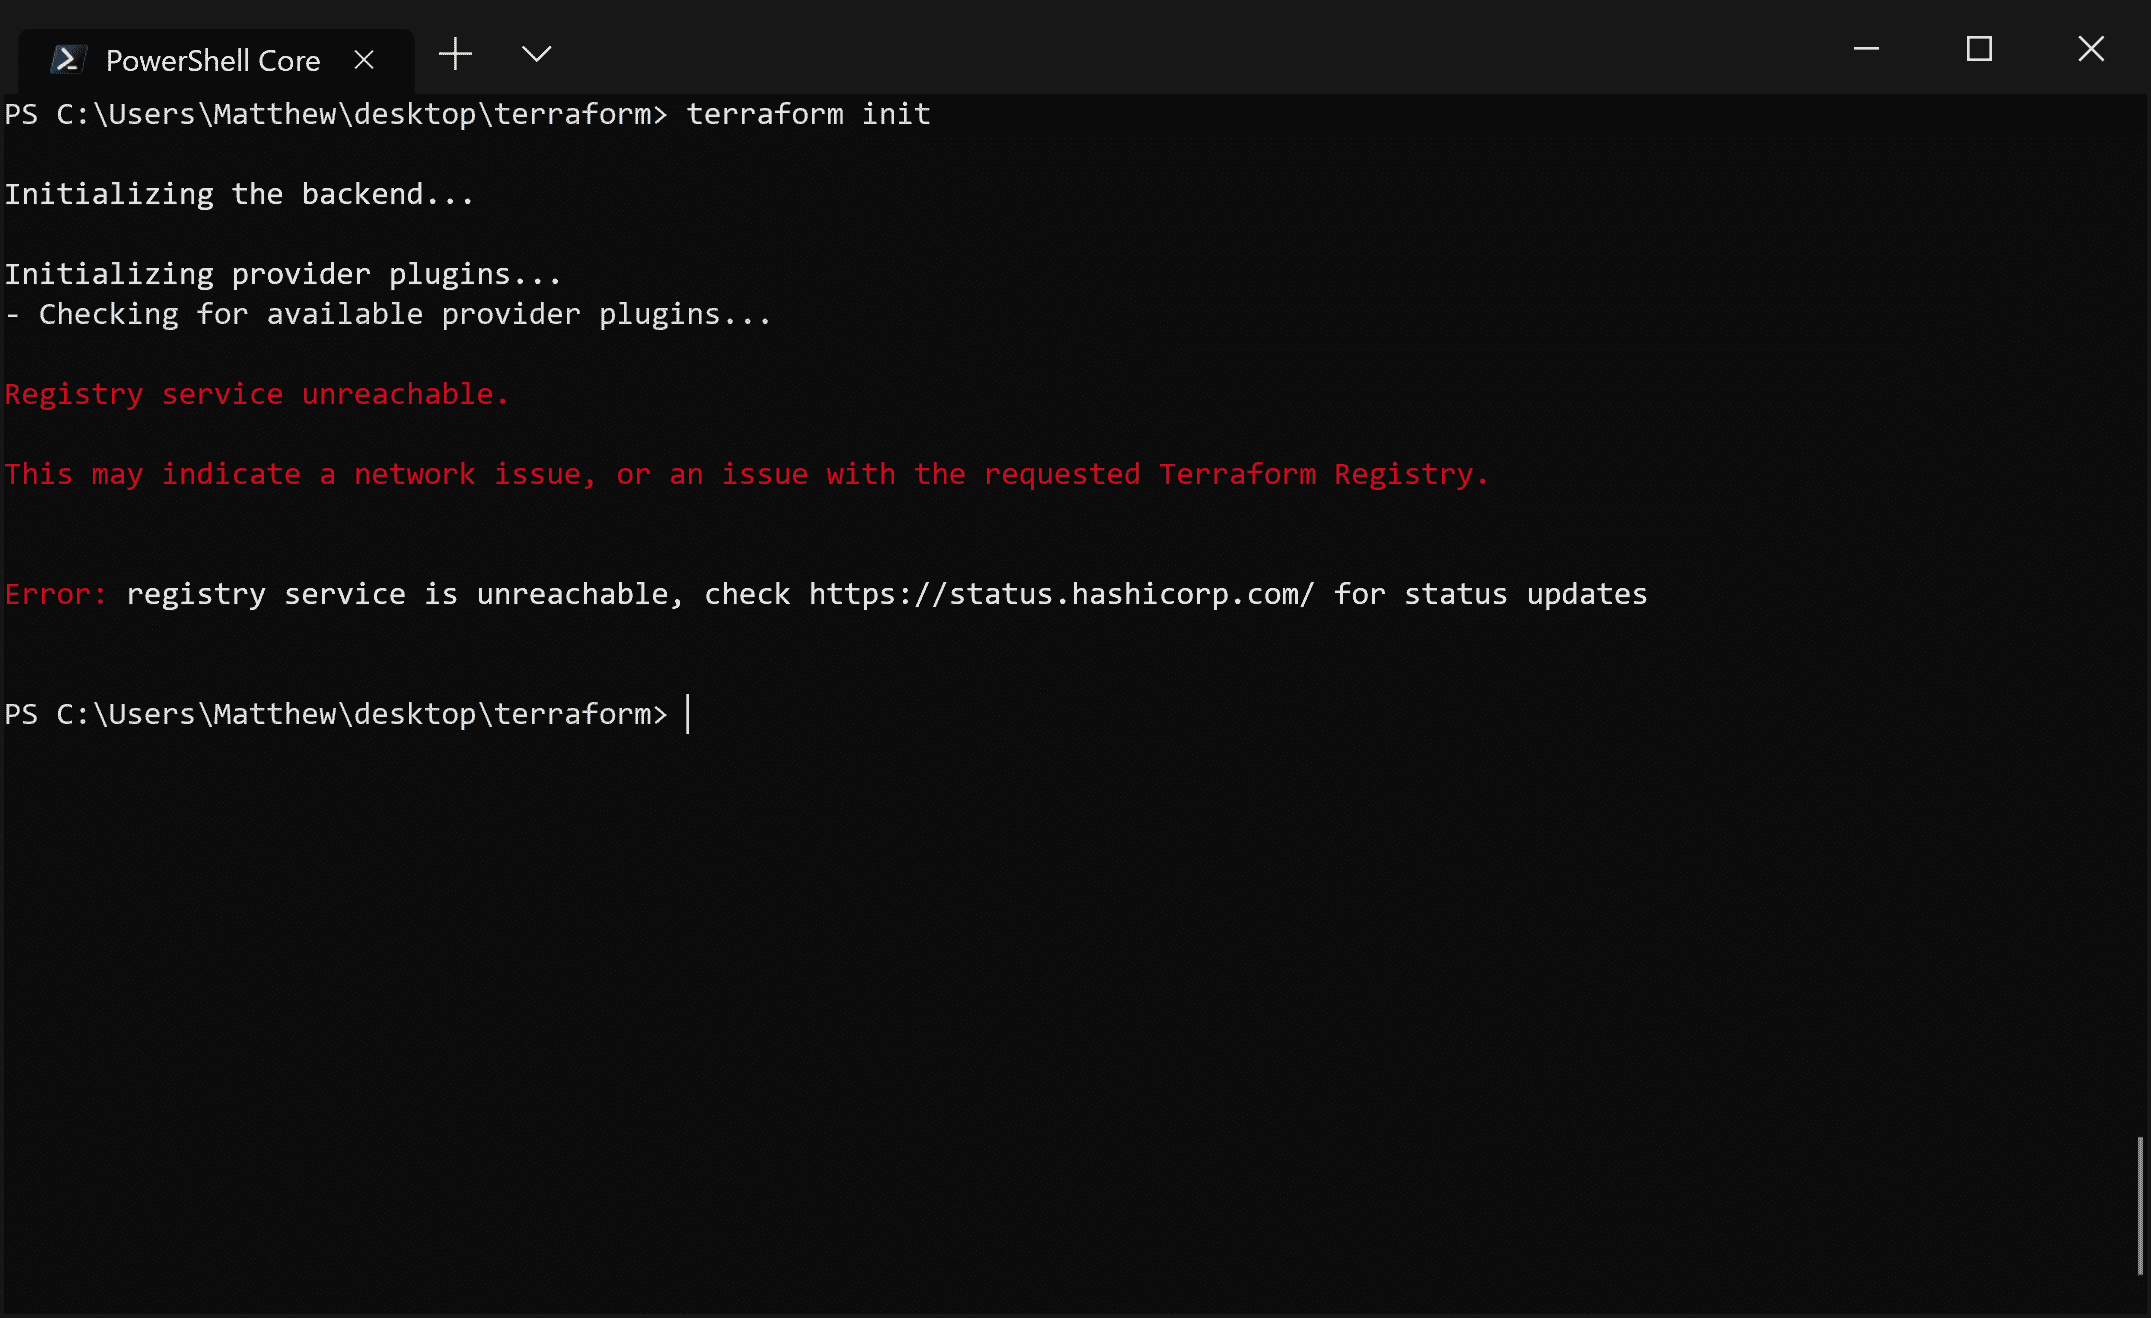 PowerShell Core
PS C:\Users\Matthew\desktop\terraform> terraform init
Initializing the backend...
Initializing provider plugins...
- Checking for available provider plugins...
Registry service unreachable.
This may indicate a network issue, or an issue with the requested Terraform Registry.
Error: registry service is unreachable, check https://status.hashicorp.com/ for status updates
PS C:\Users\Matthew\desktop\terraform>